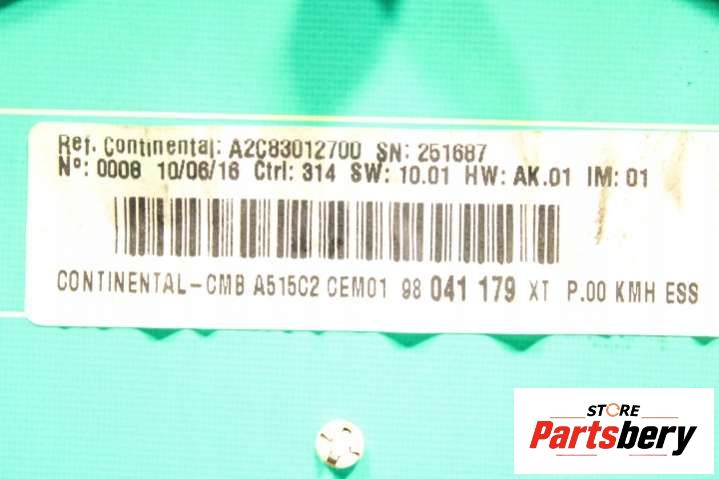 Ref. Continental: A2C83012700 SN: 251687
Nº: 0008 10/06/16 Ctrl: 314 SW: 10.01 HW: AK.01 IM: 01
CONTINENTAL-CMB A515C2 CEM01 98 041 179 XT P.00 KMH ESS
STORE
Partsbery